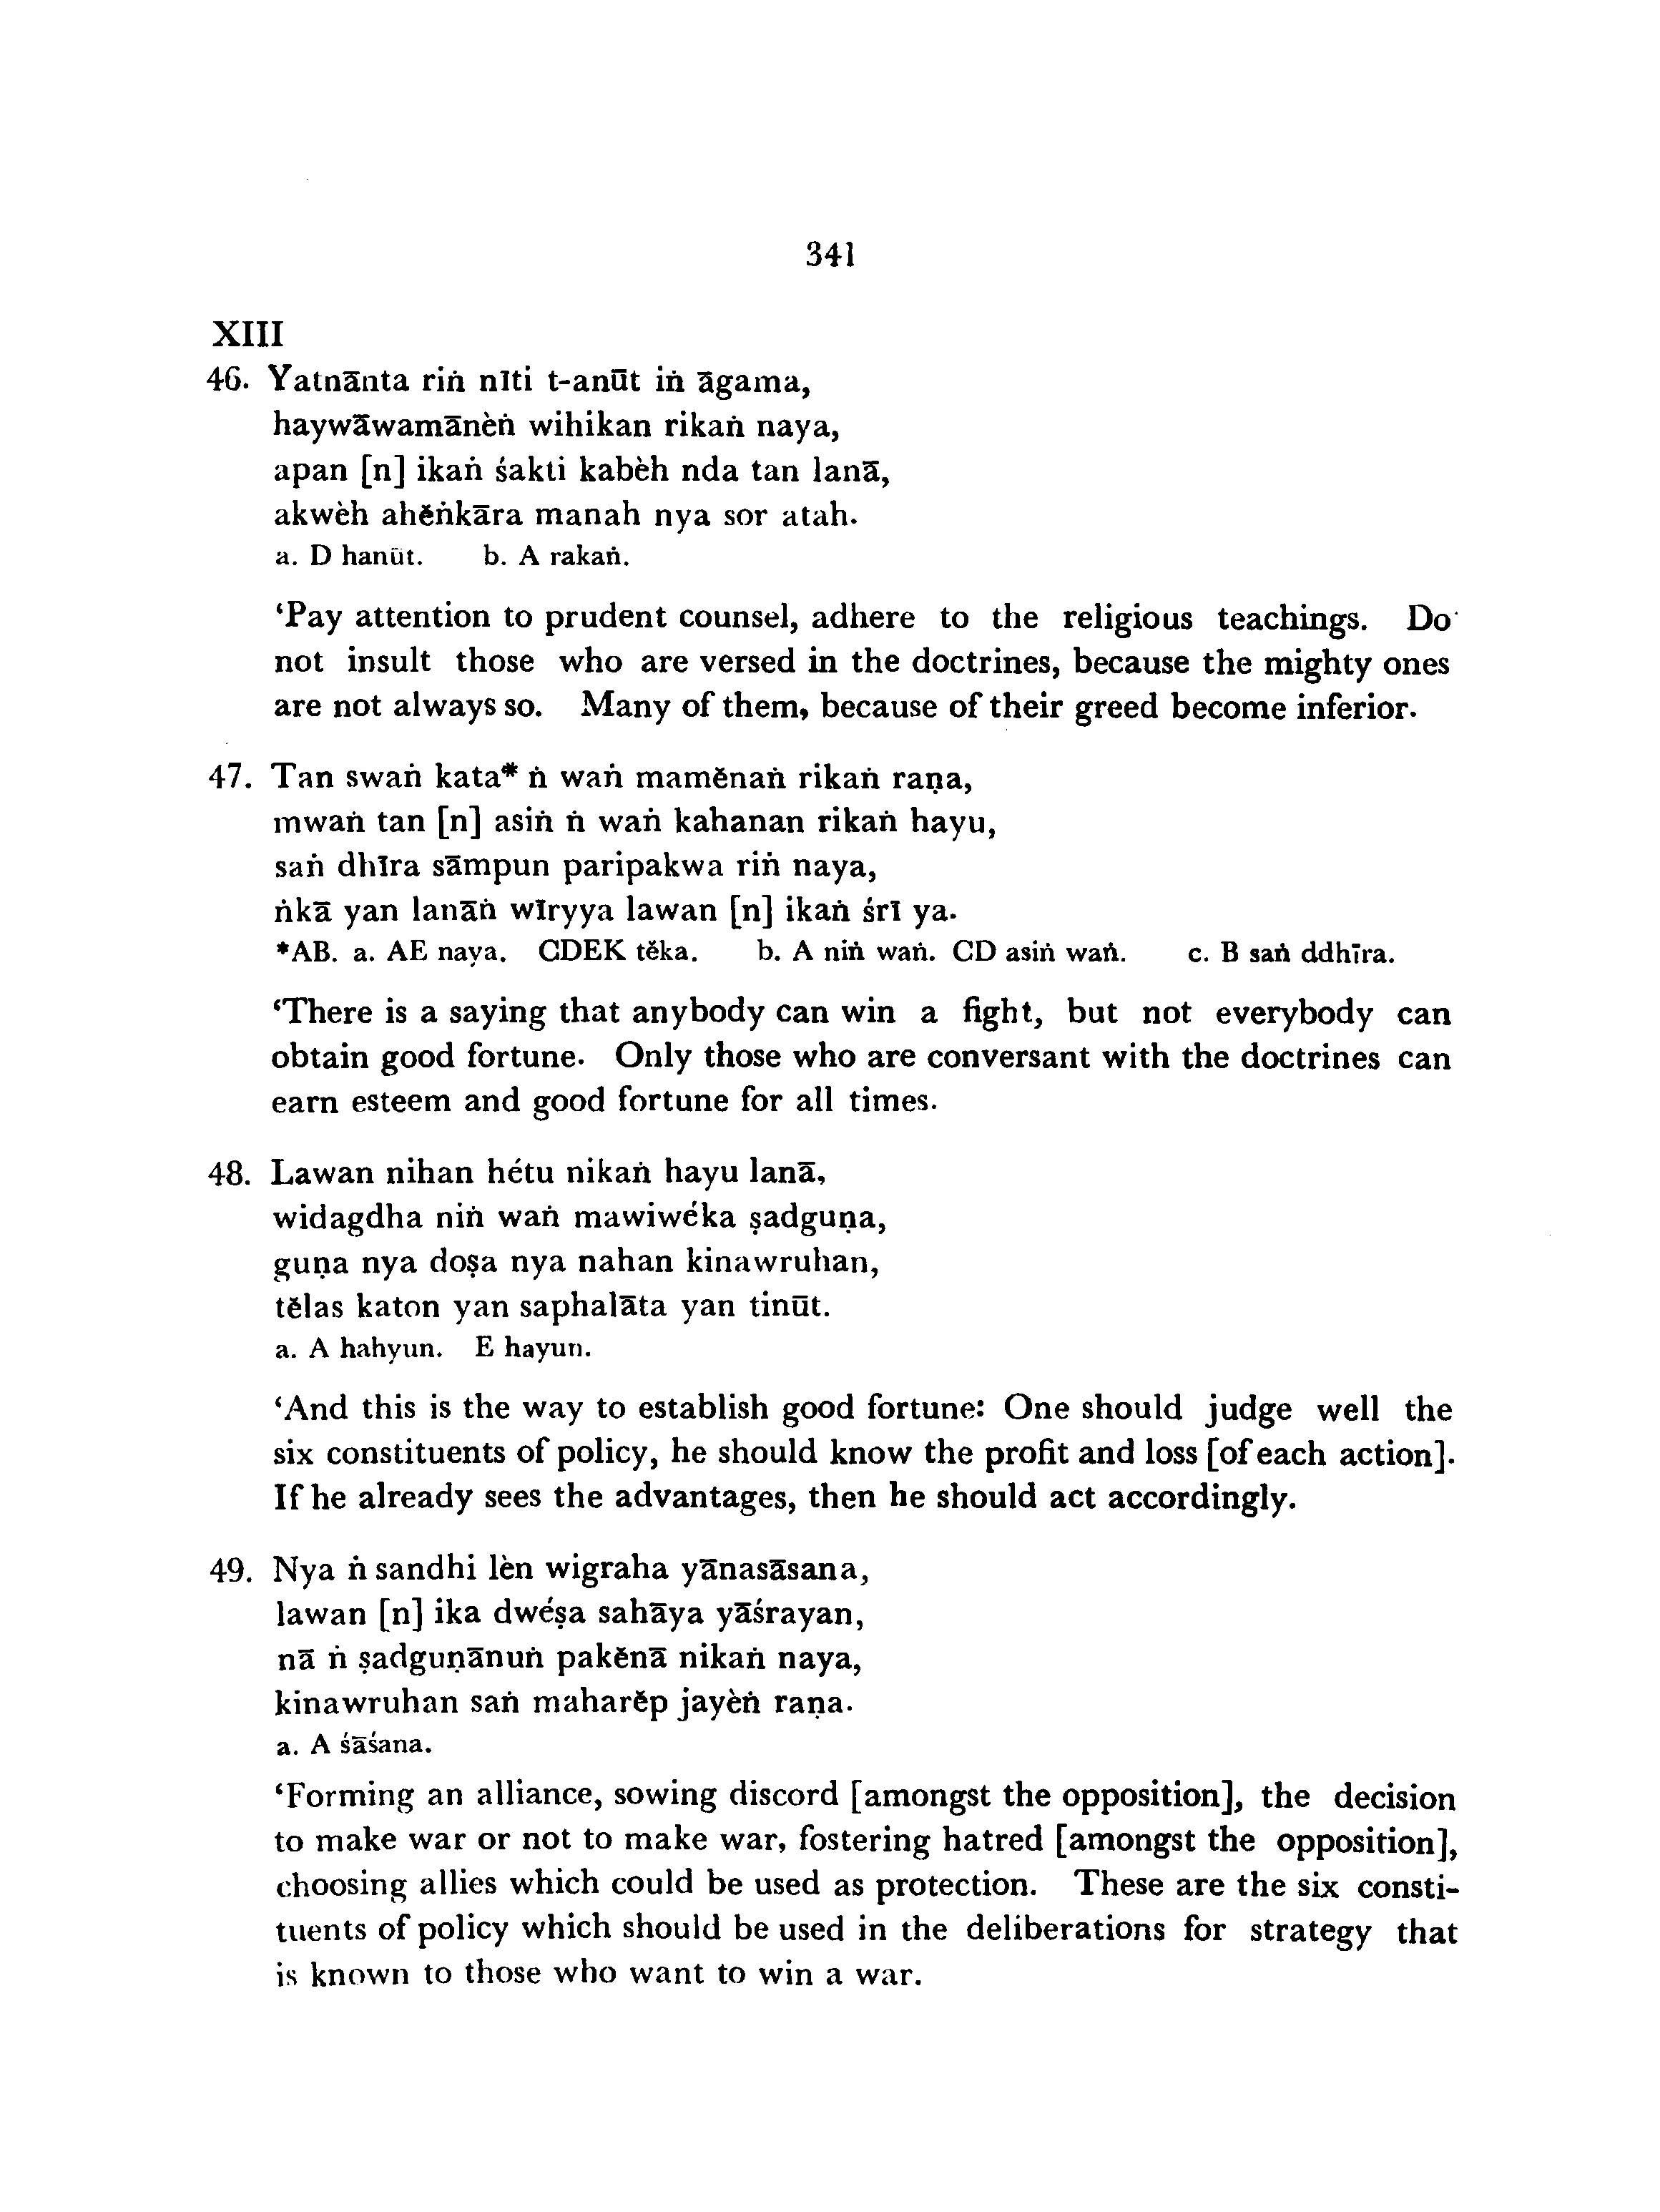 341
XIII
46. Yatnānta riṅ nīti t-anūt iṅ āgama,
haywāwamānèṅ wihikan rikaṅ naya,
apan [n] ikaṅ śakti kabèh nda tan lanā,
akwèh ahĕṅkāra manah nya sor atah.
a. D hanūt. b. A rakaṅ.
‘Pay attention to prudent counsel, adhere to the religious teachings. Do
not insult those who are versed in the doctrines, because the mighty ones
are not always so. Many of them, because of their greed become inferior.
47. Tan swaṅ kata* ṅ waṅ mamĕnaṅ rikaṅ raṇa,
mwaṅ tan [n] asiṅ ṅ waṅ kahanan rikaṅ hayu,
saṅ dhīra sāmpun paripakwa riṅ naya,
ṅkā yan lanāṅ wīryya lawan [n] ikaṅ śrī ya.
*AB. a. AE naya. CDEK tĕka. b. A niṅ waṅ. CD asiṅ waṅ. c. B saṅ ddhīra.
‘There is a saying that anybody can win a fight, but not everybody can
obtain good fortune. Only those who are conversant with the doctrines can
earn esteem and good fortune for all times.
48. Lawan nihan hétu nikaṅ hayu lanā,
widagdha niṅ waṅ mawiwéka ṣadguṇa,
guṇa nya doṣa nya nahan kinawruhan,
tĕlas katon yan saphalāta yan tinūt.
a. A hahyun. E hayun.
‘And this is the way to establish good fortune: One should judge well the
six constituents of policy, he should know the profit and loss [of each action].
If he already sees the advantages, then he should act accordingly.
49. Nya ṅ sandhi lèn wigraha yānasāsana,
lawan [n] ika dwéṣa sahāya yāśrayan,
nā ṅ ṣadguṇānuṅ pakĕnā nikaṅ naya,
kinawruhan saṅ maharĕp jayèṅ raṇa.
a. A śāśana.
‘Forming an alliance, sowing discord [amongst the opposition], the decision
to make war or not to make war, fostering hatred [amongst the opposition],
choosing allies which could be used as protection. These are the six consti-
tuents of policy which should be used in the deliberations for strategy that
is known to those who want to win a war.